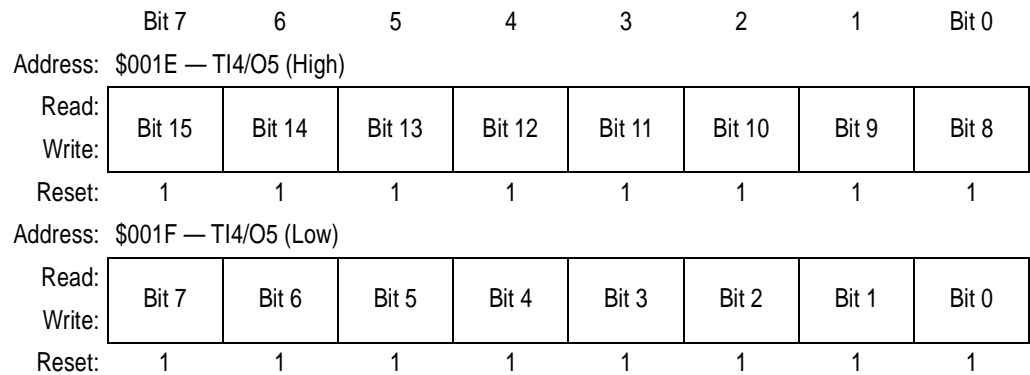 Bit 7 6 5 4 3 2 1 Bit 0
Address: $001E — TI4/O5 (High)
Read:
Bit 15 Bit 14 Bit 13 Bit 12 Bit 11 Bit 10 Bit 9 Bit 8
Write:
Reset: 1 1 1 1 1 1 1 1
Address: $001F — TI4/O5 (Low)
Read:
Bit 7 Bit 6 Bit 5 Bit 4 Bit 3 Bit 2 Bit 1 Bit 0
Write:
Reset: 1 1 1 1 1 1 1 1